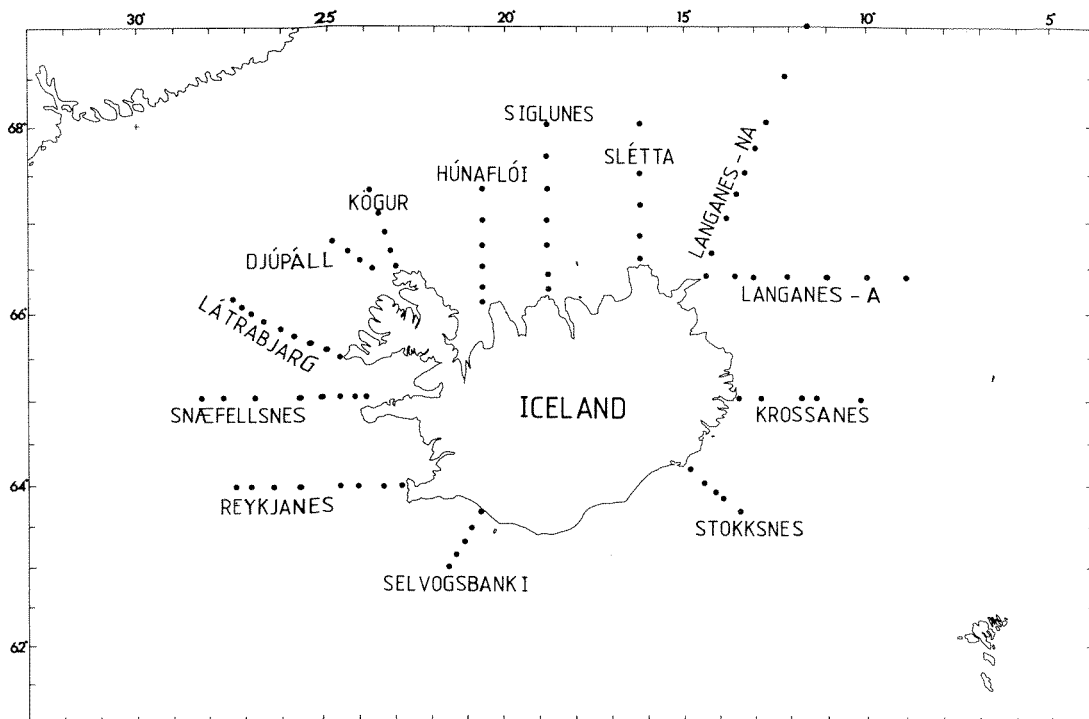 30° 25° 20° 15° 10° 5°
SIGLUNES
68°
SLÉTTA
LANGANES - NA
HÚNAFLÓI
KÖGUR
DJÚPÁLL
LANGANES - A
66°
LÁTRABJARG
SNÆFELLSNES
ICELAND
KROSSANES
64°
REYKJANES
STOKKSNES
SELVOGSBANKI
62°